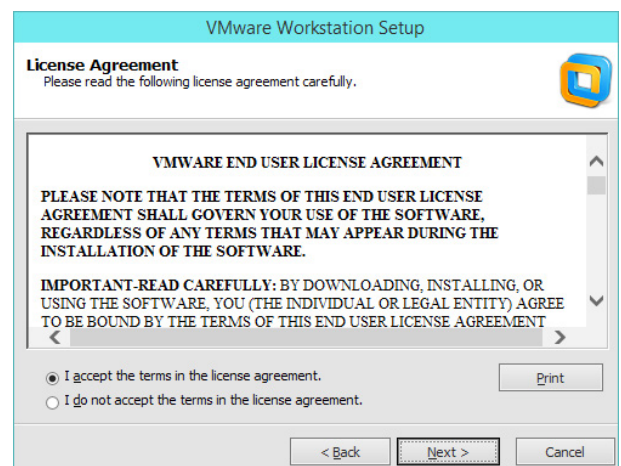 VMware Workstation Setup
License Agreement
Please read the following license agreement carefully.
VMWARE END USER LICENSE AGREEMENT
PLEASE NOTE THAT THE TERMS OF THIS END USER LICENSE
AGREEMENT SHALL GOVERN YOUR USE OF THE SOFTWARE,
REGARDLESS OF ANY TERMS THAT MAY APPEAR DURING THE
INSTALLATION OF THE SOFTWARE.
IMPORTANT-READ CAREFULLY: BY DOWNLOADING, INSTALLING, OR
USING THE SOFTWARE, YOU (THE INDIVIDUAL OR LEGAL ENTITY) AGREE
TO BE BOUND BY THE TERMS OF THIS END USER LICENSE AGREEMENT
I accept the terms in the license agreement.
Print
I do not accept the terms in the license agreement.
< Back Next > Cancel